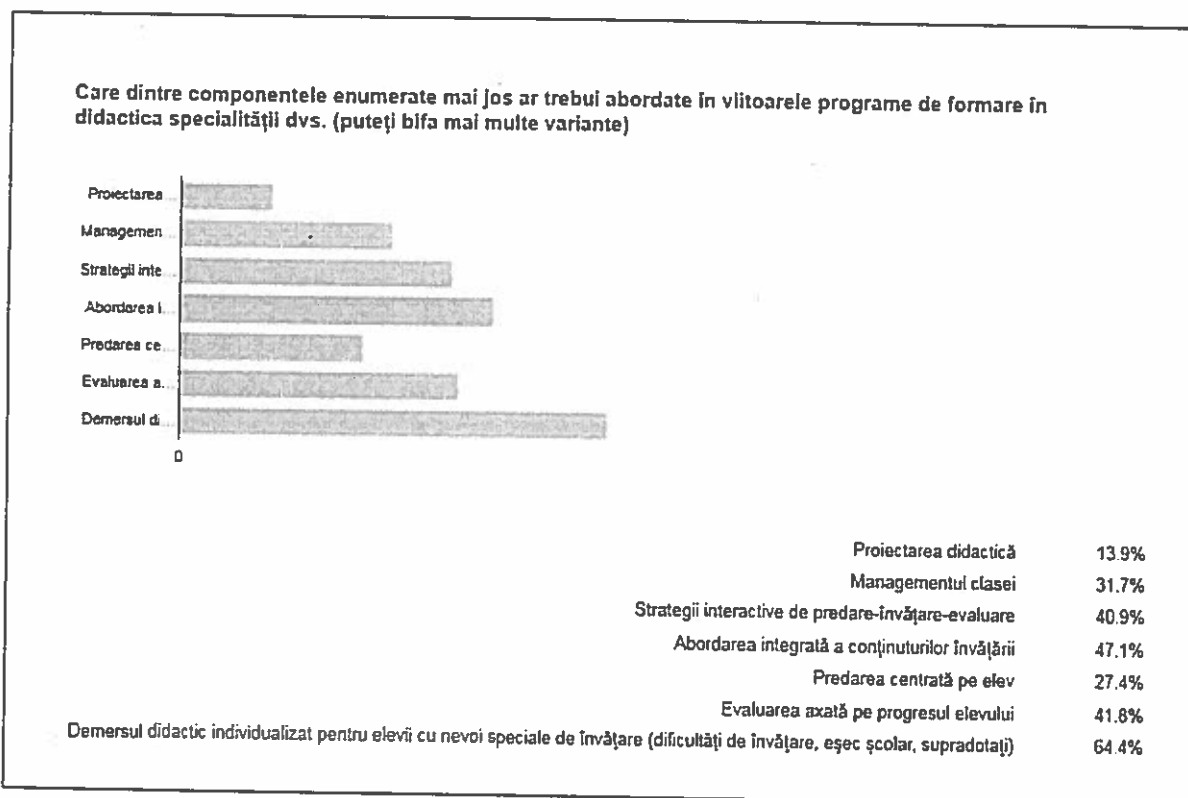 Care dintre componentele enumerate mai jos ar trebui abordate în viitoarele programe de formare în
didactica specialității dvs. (puteți bifa mai multe variante)
Proiectarea ...
Managemen ...
Strategii inte ...
Abordarea i...
Predarea ce ...
Evaluarea a...
Demersul di ...
0
Proiectarea didactică 13.9%
Managementul clasei 31.7%
Strategii interactive de predare-învățare-evaluare 40.9%
Abordarea integrată a conținuturilor învățării 47.1%
Predarea centrată pe elev 27.4%
Evaluarea axată pe progresul elevului 41.8%
Demersul didactic individualizat pentru elevii cu nevoi speciale de învățare (dificultăți de învățare, eșec școlar, supradotați) 64.4%